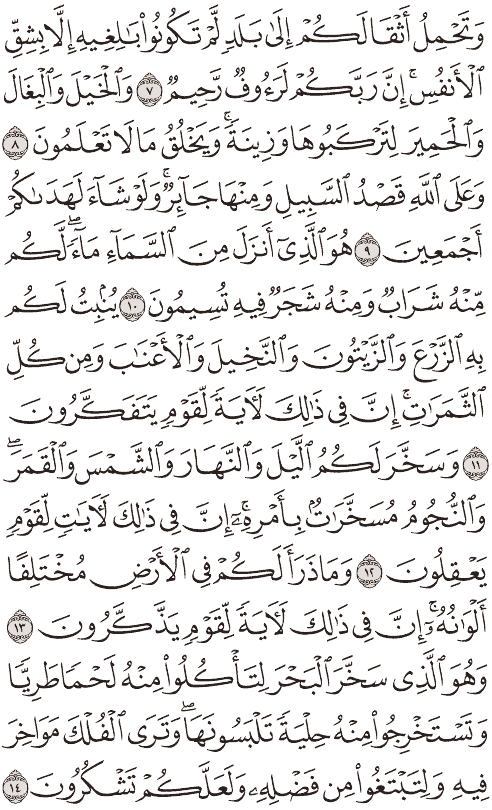 وَتَحْمِلُ أَثْقَالَكُمْ إِلَىٰ بَلَدٍ لَّمْ تَكُونُوا۟ بَـٰلِغِيهِ إِلَّا بِشِقِّ
ٱلْأَنفُسِ ۚ إِنَّ رَبَّكُمْ لَرَءُوفٌ رَّحِيمٌ ٧ وَٱلْخَيْلَ وَٱلْبِغَالَ
وَٱلْحَمِيرَ لِتَرْكَبُوهَا وَزِينَةً ۚ وَيَخْلُقُ مَا لَا تَعْلَمُونَ ٨
وَعَلَى ٱللَّهِ قَصْدُ ٱلسَّبِيلِ وَمِنْهَا جَآئِرٌ ۚ وَلَوْ شَآءَ لَهَدَىٰكُمْ
أَجْمَعِينَ ٩ هُوَ ٱلَّذِىٓ أَنزَلَ مِنَ ٱلسَّمَآءِ مَآءً ۖ لَّكُم
مِّنْهُ شَرَابٌ وَمِنْهُ شَجَرٌ فِيهِ تُسِيمُونَ ١٠ يُنۢبِتُ لَكُم
بِهِ ٱلزَّرْعَ وَٱلزَّيْتُونَ وَٱلنَّخِيلَ وَٱلْأَعْنَـٰبَ وَمِن كُلِّ
ٱلثَّمَرَٰتِ ۗ إِنَّ فِى ذَٰلِكَ لَـَٔايَةً لِّقَوْمٍ يَتَفَكَّرُونَ
١١ وَسَخَّرَ لَكُمُ ٱلَّيْلَ وَٱلنَّهَارَ وَٱلشَّمْسَ وَٱلْقَمَرَ ۖ
وَٱلنُّجُومُ مُسَخَّرَٰتٌۢ بِأَمْرِهِۦٓ ۗ إِنَّ فِى ذَٰلِكَ لَـَٔايَـٰتٍ لِّقَوْمٍ
يَعْقِلُونَ ١٢ وَمَا ذَرَأَ لَكُمْ فِى ٱلْأَرْضِ مُخْتَلِفًا
أَلْوَٰنُهُۥٓ ۗ إِنَّ فِى ذَٰلِكَ لَـَٔايَةً لِّقَوْمٍ يَذَّكَّرُونَ ١٣
وَهُوَ ٱلَّذِى سَخَّرَ ٱلْبَحْرَ لِتَأْكُلُوا۟ مِنْهُ لَحْمًا طَرِيًّا
وَتَسْتَخْرِجُوا۟ مِنْهُ حِلْيَةً تَلْبَسُونَهَا ۖ وَتَرَى ٱلْفُلْكَ مَوَاخِرَ
فِيهِ وَلِتَبْتَغُوا۟ مِن فَضْلِهِۦ وَلَعَلَّكُمْ تَشْكُرُونَ ١٤